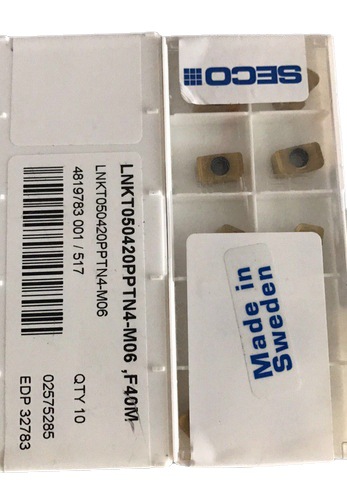 LNKT050420PPTN4-M06 ,F40M
LNKT050420PPTN4-M06
4819783 001 / 517
QTY 10
02575285
EDP 32783
SECO
Made in
Sweden